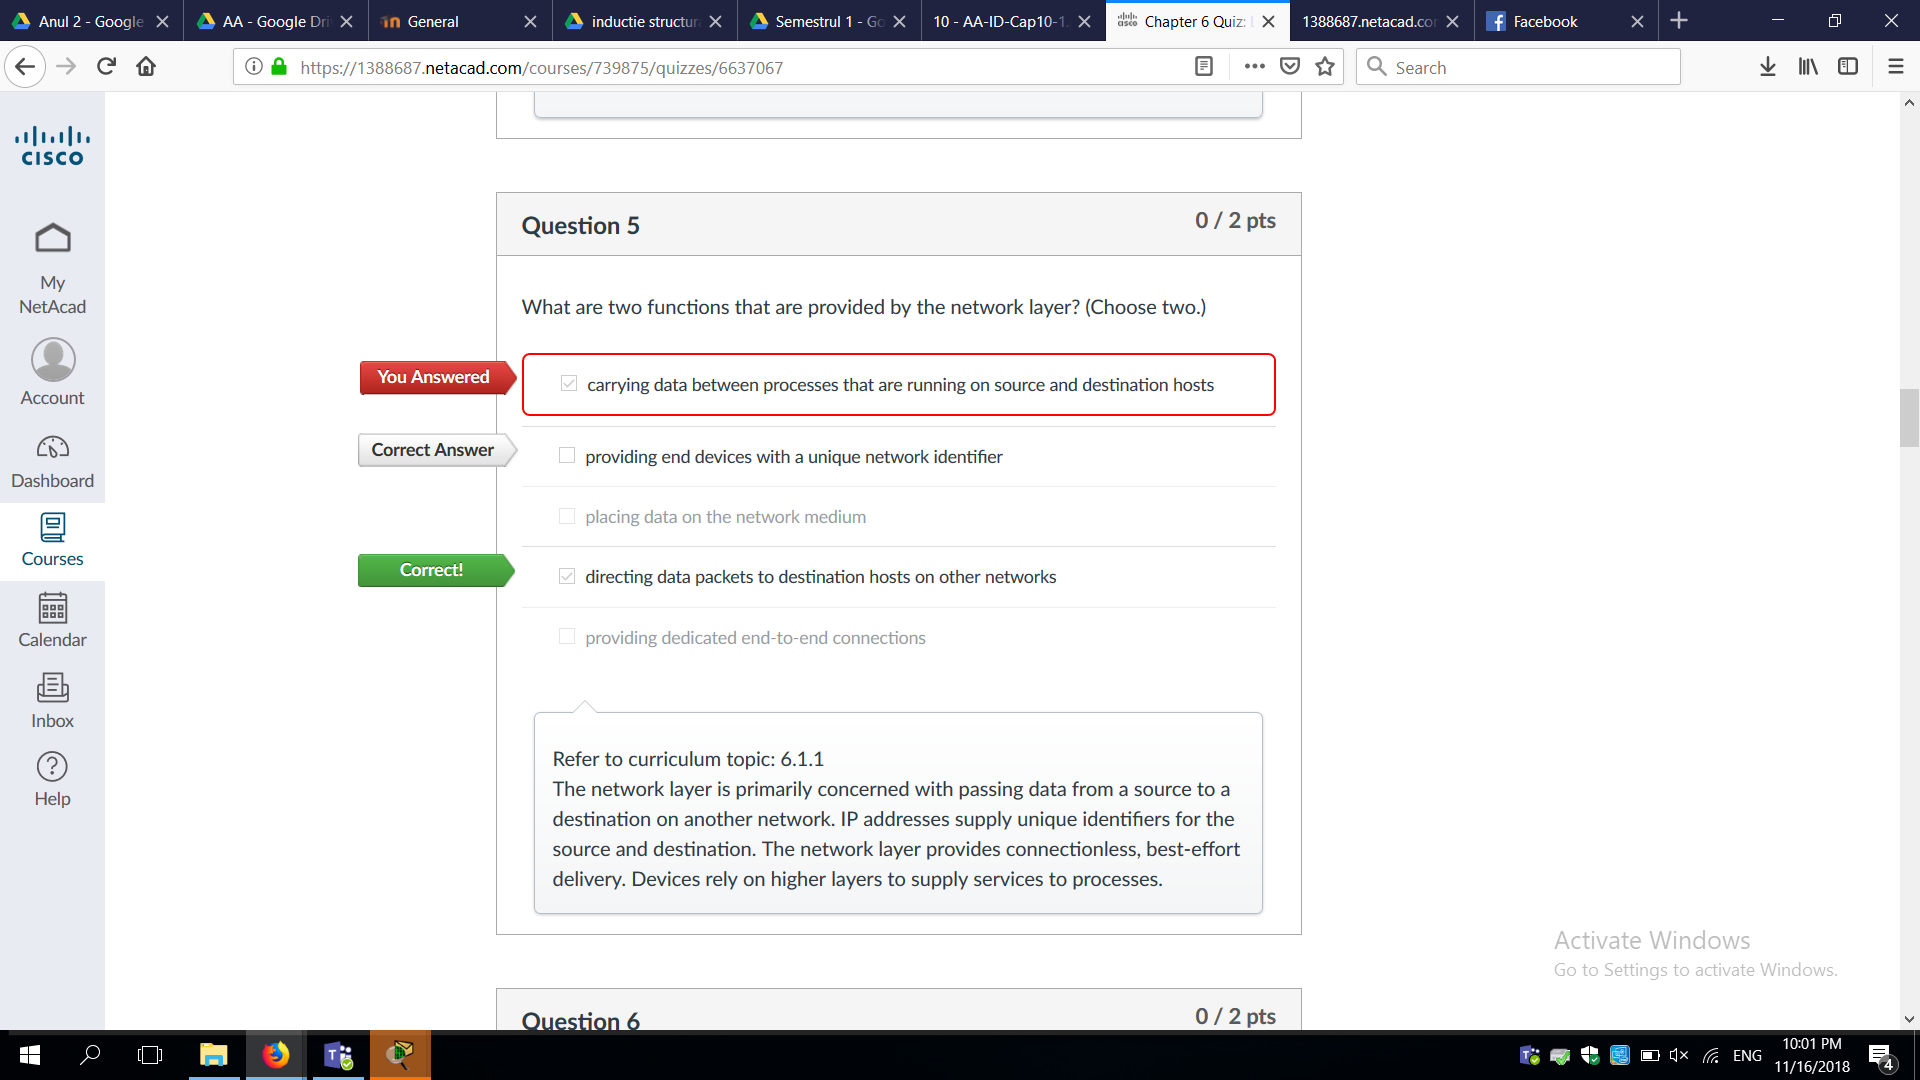 Anul 2 - Google
AA - Google Dri
General
inductie structura
Semestrul 1 - Go
10 - AA-ID-Cap10-1.
Chapter 6 Quiz:
1388687.netacad.co
Facebook
https://1388687.netacad.com/courses/739875/quizzes/6637067
Search
CISCO
My
NetAcad
Account
Dashboard
Courses
Calendar
Inbox
Help
Question 5
0 / 2 pts
What are two functions that are provided by the network layer? (Choose two.)
You Answered
carrying data between processes that are running on source and destination hosts
Correct Answer
providing end devices with a unique network identifier
placing data on the network medium
Correct!
directing data packets to destination hosts on other networks
providing dedicated end-to-end connections
Refer to curriculum topic: 6.1.1
The network layer is primarily concerned with passing data from a source to a
destination on another network. IP addresses supply unique identifiers for the
source and destination. The network layer provides connectionless, best-effort
delivery. Devices rely on higher layers to supply services to processes.
Question 6
0 / 2 pts
Activate Windows
Go to Settings to activate Windows.
ENG
10:01 PM
11/16/2018
4